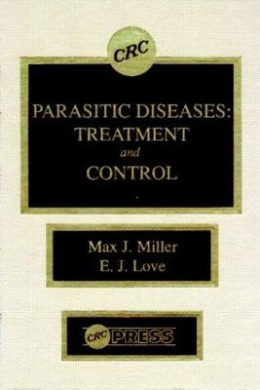 CRC
PARASITIC DISEASES:
TREATMENT
and
CONTROL
Max J. Miller
E. J. Love
CRC PRESS